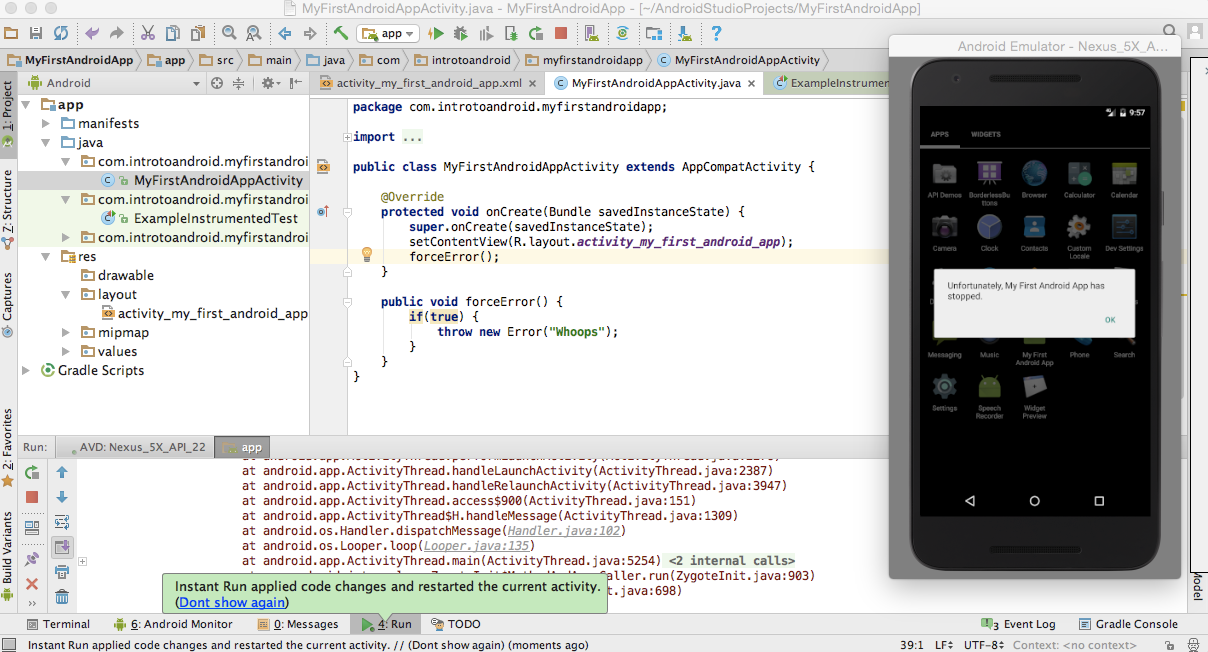 MyFirstAndroidAppActivity.java - MyFirstAndroidApp - [~/AndroidStudioProjects/MyFirstAndroidApp]
app
MyFirstAndroidApp app src main java com introtoandroid myfirstandroidapp MyFirstAndroidAppActivity
Android
activity_my_first_android_app.xml
MyFirstAndroidAppActivity.java
ExampleInstrumen
1: Project
Z: Structure
Captures
2: Favorites
Build Variants
app
manifests
java
com.introtoandroid.myfirstandroi
MyFirstAndroidAppActivity
com.introtoandroid.myfirstandroi
ExampleInstrumentedTest
com.introtoandroid.myfirstandroi
res
drawable
layout
activity_my_first_android_app
mipmap
values
Gradle Scripts
package com.introtoandroid.myfirstandroidapp;
import ...
public class MyFirstAndroidAppActivity extends AppCompatActivity {
@Override
protected void onCreate(Bundle savedInstanceState) {
super.onCreate(savedInstanceState);
setContentView(R.layout.activity_my_first_android_app);
forceError();
}
public void forceError() {
if(true) {
throw new Error("Whoops");
}
}
}
Android Emulator - Nexus_5X_A...
9:57
APPS WIDGETS
API Demos
BorderlessButtons
Browser
Calculator
Calendar
Camera
Clock
Contacts
Custom Locale
Dev Settings
Unfortunately, My First Android App has
stopped.
OK
Messaging
Music
My First Android App
Phone
Search
Settings
Speech Recorder
Widget Preview
Model
Run: AVD: Nexus_5X_API_22 app
at android.app.ActivityThread.handleLaunchActivity(ActivityThread.java:2387)
at android.app.ActivityThread.handleRelaunchActivity(ActivityThread.java:3947)
at android.app.ActivityThread.access$900(ActivityThread.java:151)
at android.app.ActivityThread$H.handleMessage(ActivityThread.java:1309)
at android.os.Handler.dispatchMessage(Handler.java:102)
at android.os.Looper.loop(Looper.java:135)
at android.app.ActivityThread.main(ActivityThread.java:5254) <2 internal calls>
Caller.run(ZygoteInit.java:903)
t.java:698)
Instant Run applied code changes and restarted the current activity.
(Dont show again)
Terminal 6: Android Monitor 0: Messages 4: Run TODO 3 Event Log Gradle Console
Instant Run applied code changes and restarted the current activity. // (Dont show again) (moments ago) 39:1 LF UTF-8 Context: <no context>